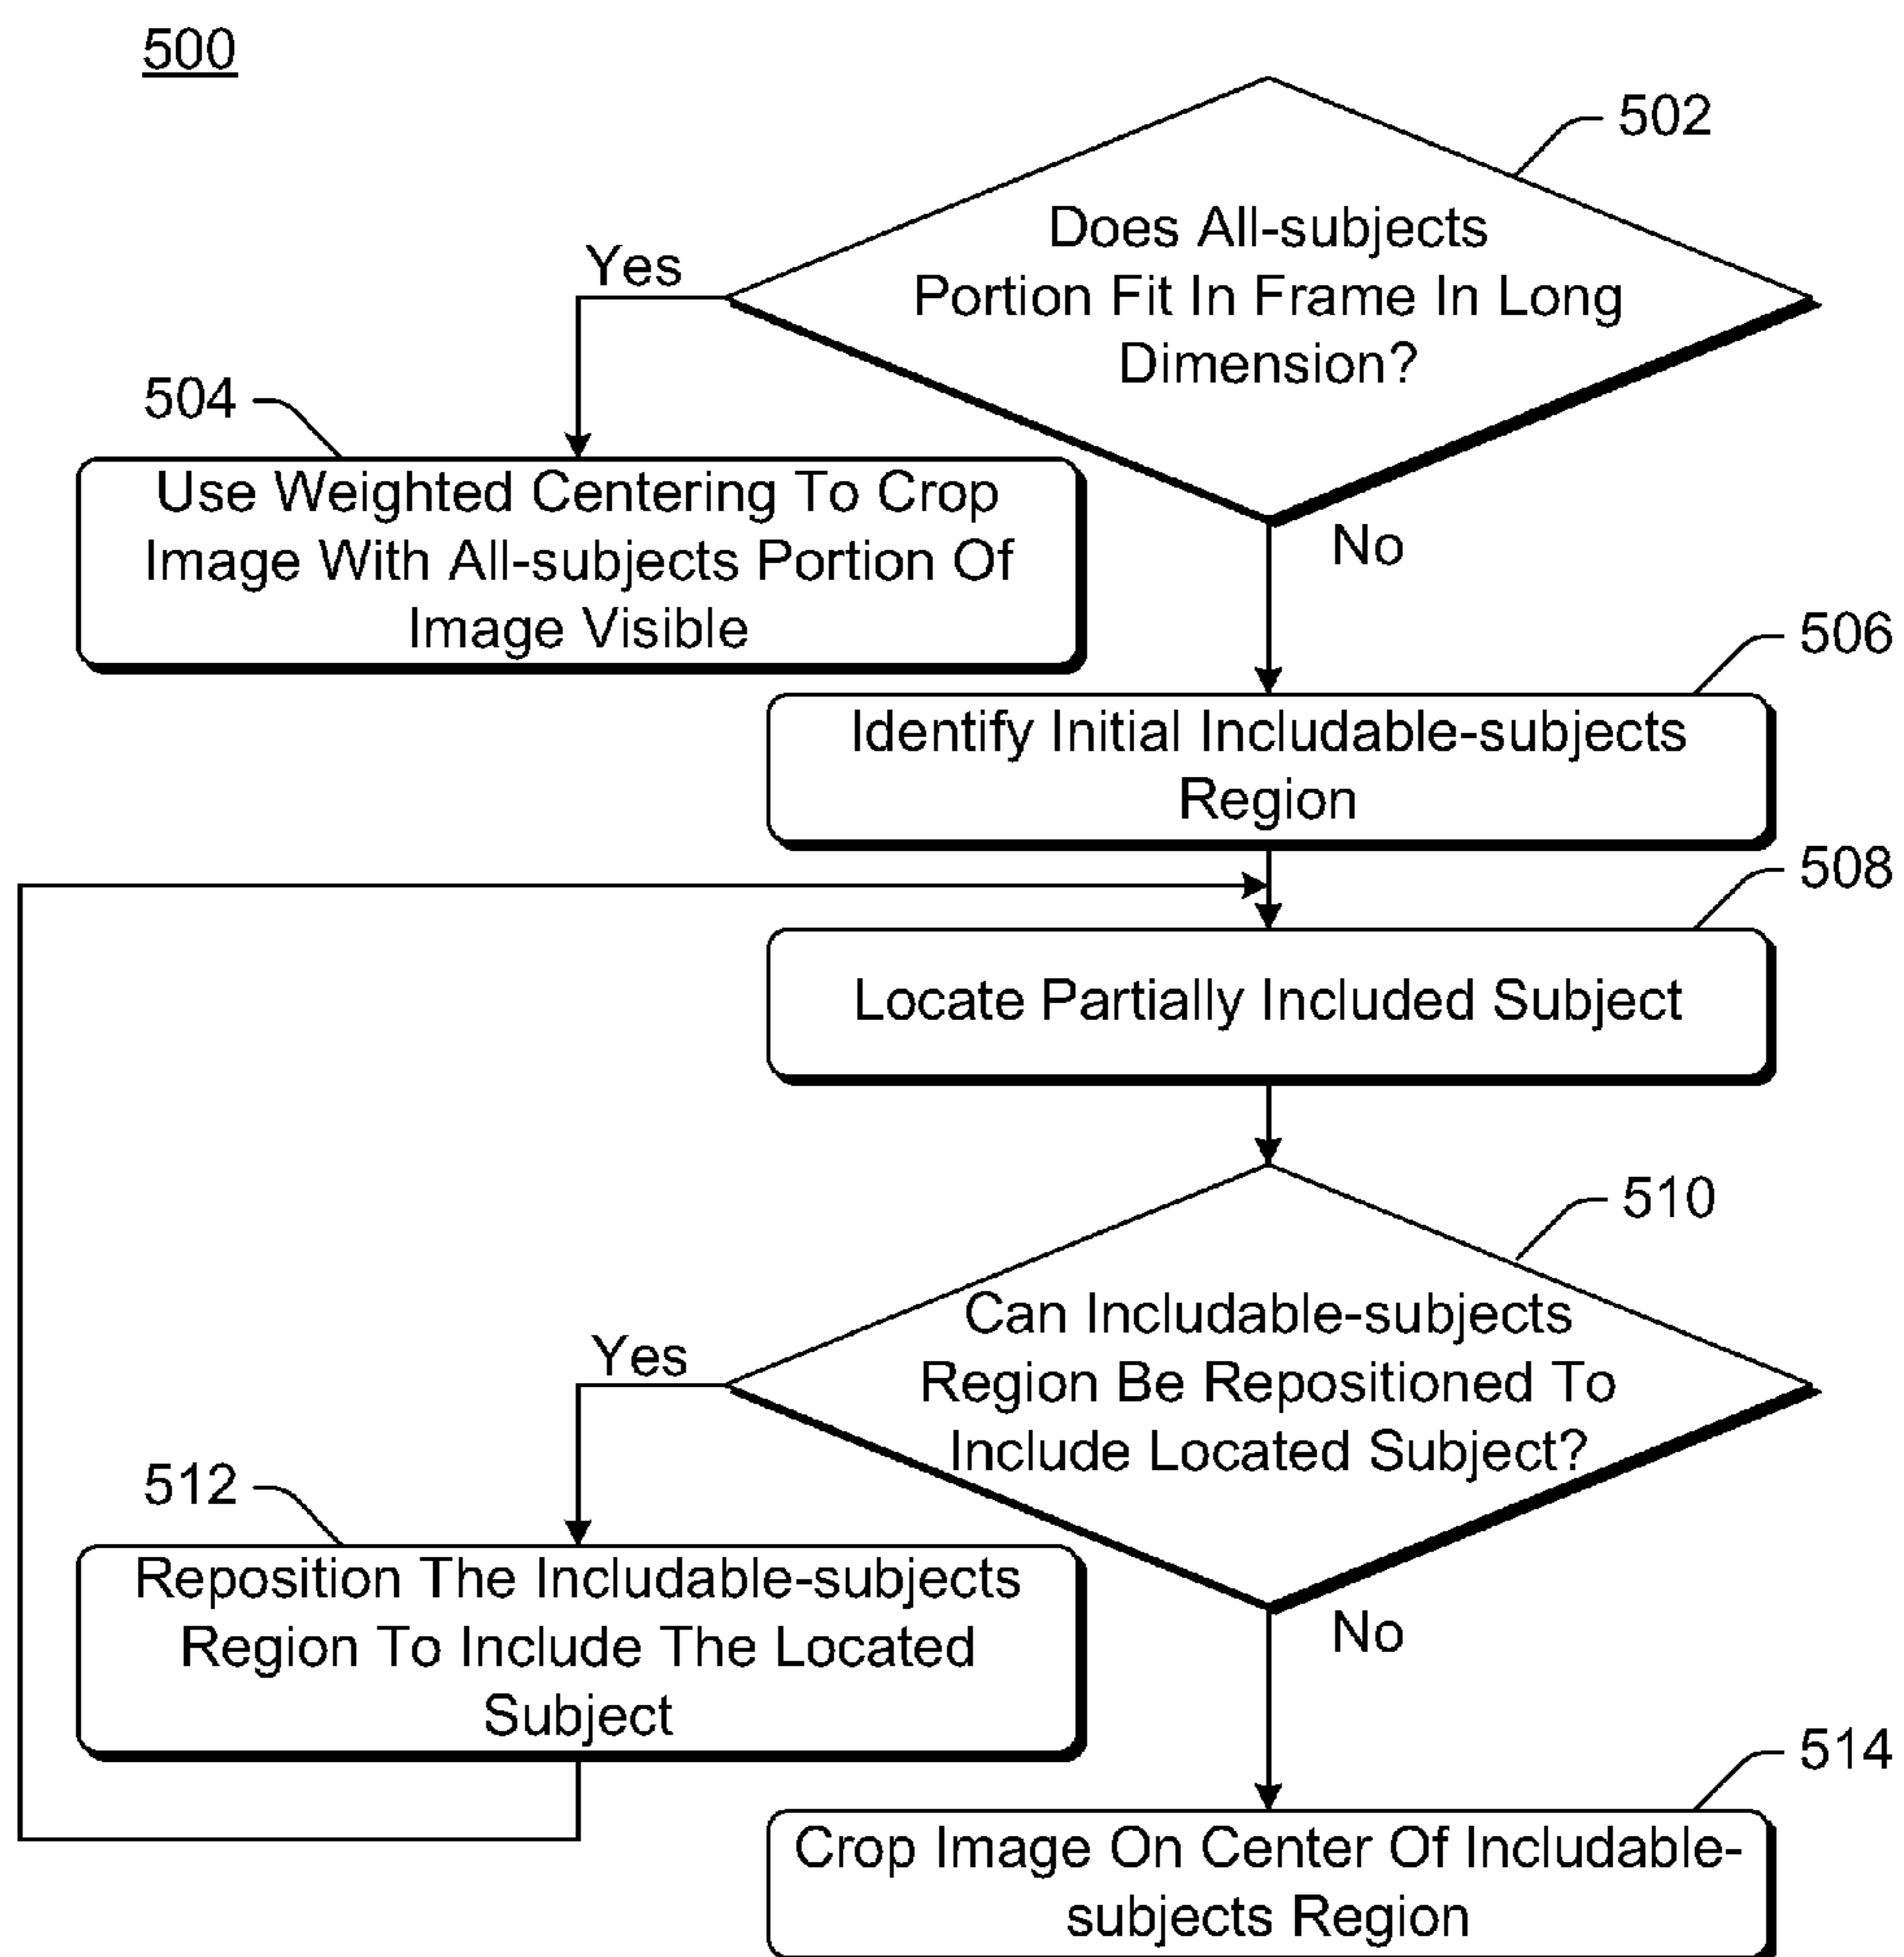 500
502
Does All-subjects
Portion Fit In Frame In Long
Dimension?
Yes
No
504
Use Weighted Centering To Crop
Image With All-subjects Portion Of
Image Visible
506
Identify Initial Includable-subjects
Region
508
Locate Partially Included Subject
510
Can Includable-subjects
Region Be Repositioned To
Include Located Subject?
Yes
No
512
Reposition The Includable-subjects
Region To Include The Located
Subject
514
Crop Image On Center Of Includable-
subjects Region